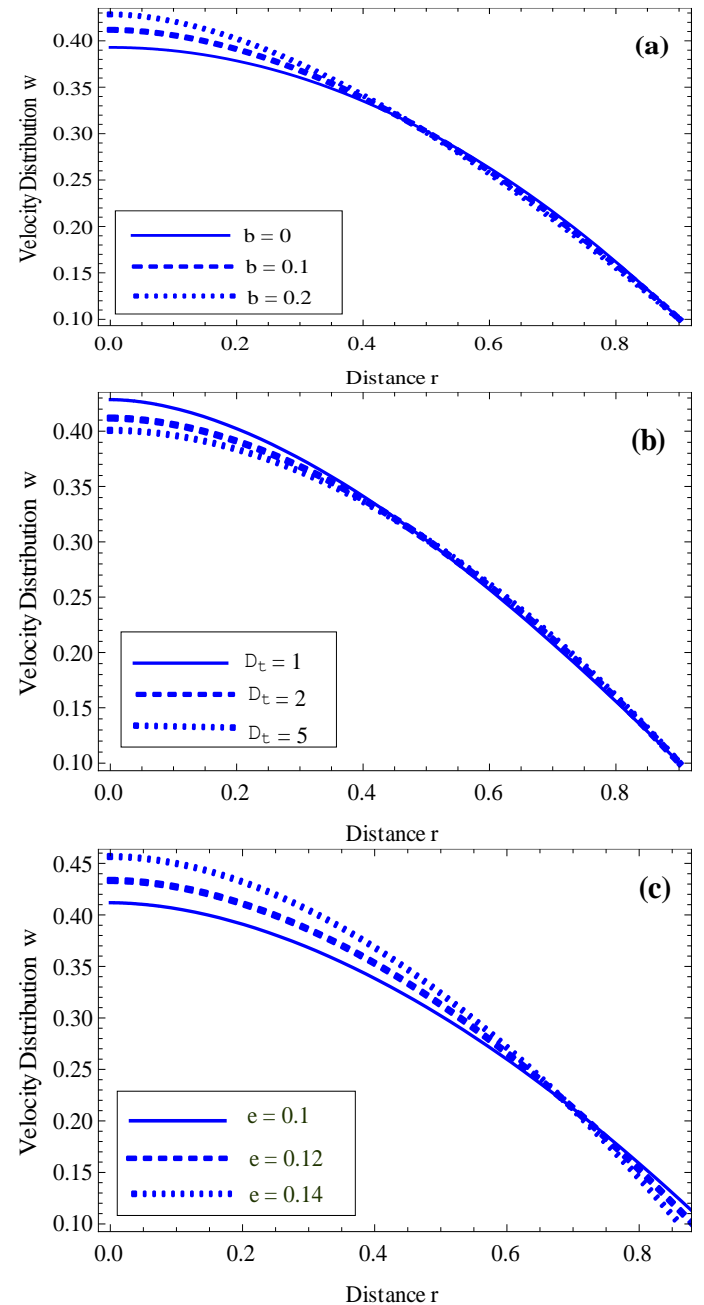 (a)
0.40
0.30
0.25
0.20
0.15
0.10
Velocity Distribution w
b = 0
b = 0.1
b = 0.2
0.0 0.2 0.4 0.6 0.8
Distance r
(b)
0.40
0.35
0.30
0.25
0.20
0.15
0.10
Velocity Distribution w
Dt = 1
Dt = 2
Dt = 5
0.0 0.2 0.4 0.6 0.8
Distance r
(c)
0.45
0.40
0.35
0.30
0.25
0.20
0.15
0.10
Velocity Distribution w
e = 0.1
e = 0.12
e = 0.14
0.0 0.2 0.4 0.6 0.8
Distance r